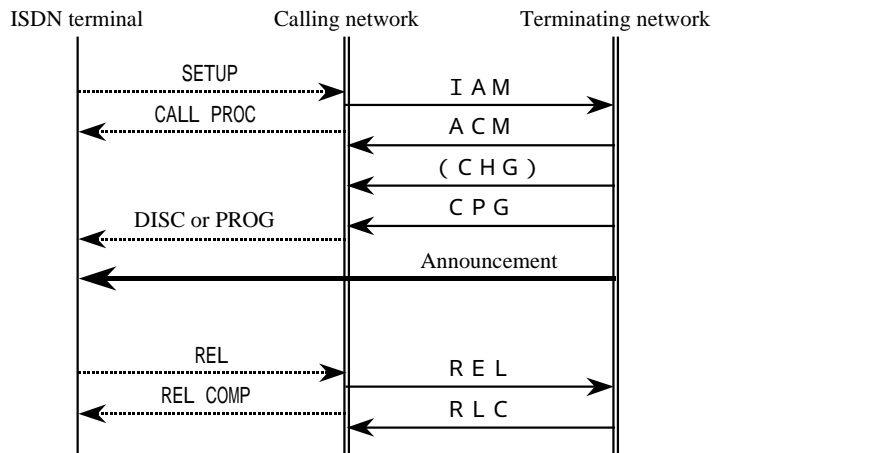 ISDN terminal Calling network Terminating network
SETUP
IAM
CALL PROC
ACM
(CHG)
CPG
DISC or PROG
Announcement
REL
REL
REL COMP
RLC